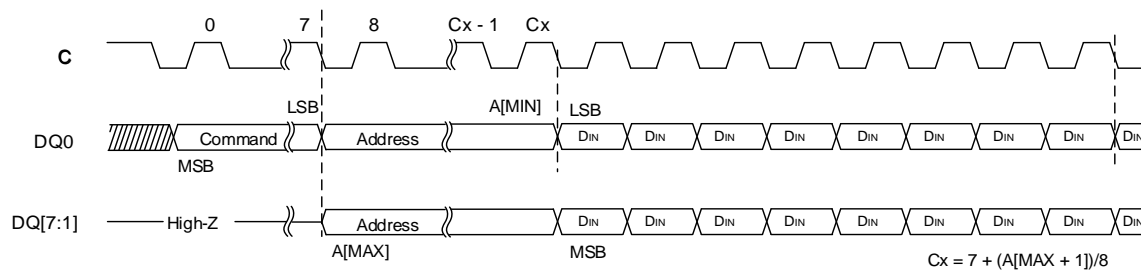 0 7 8 Cx - 1 Cx
C
LSB A[MIN] LSB
DQ0 Command Address DIN DIN DIN DIN DIN DIN DIN DIN DIN
MSB
DQ[7:1] High-Z Address DIN DIN DIN DIN DIN DIN DIN DIN DIN
A[MAX] MSB
Cx = 7 + (A[MAX + 1])/8